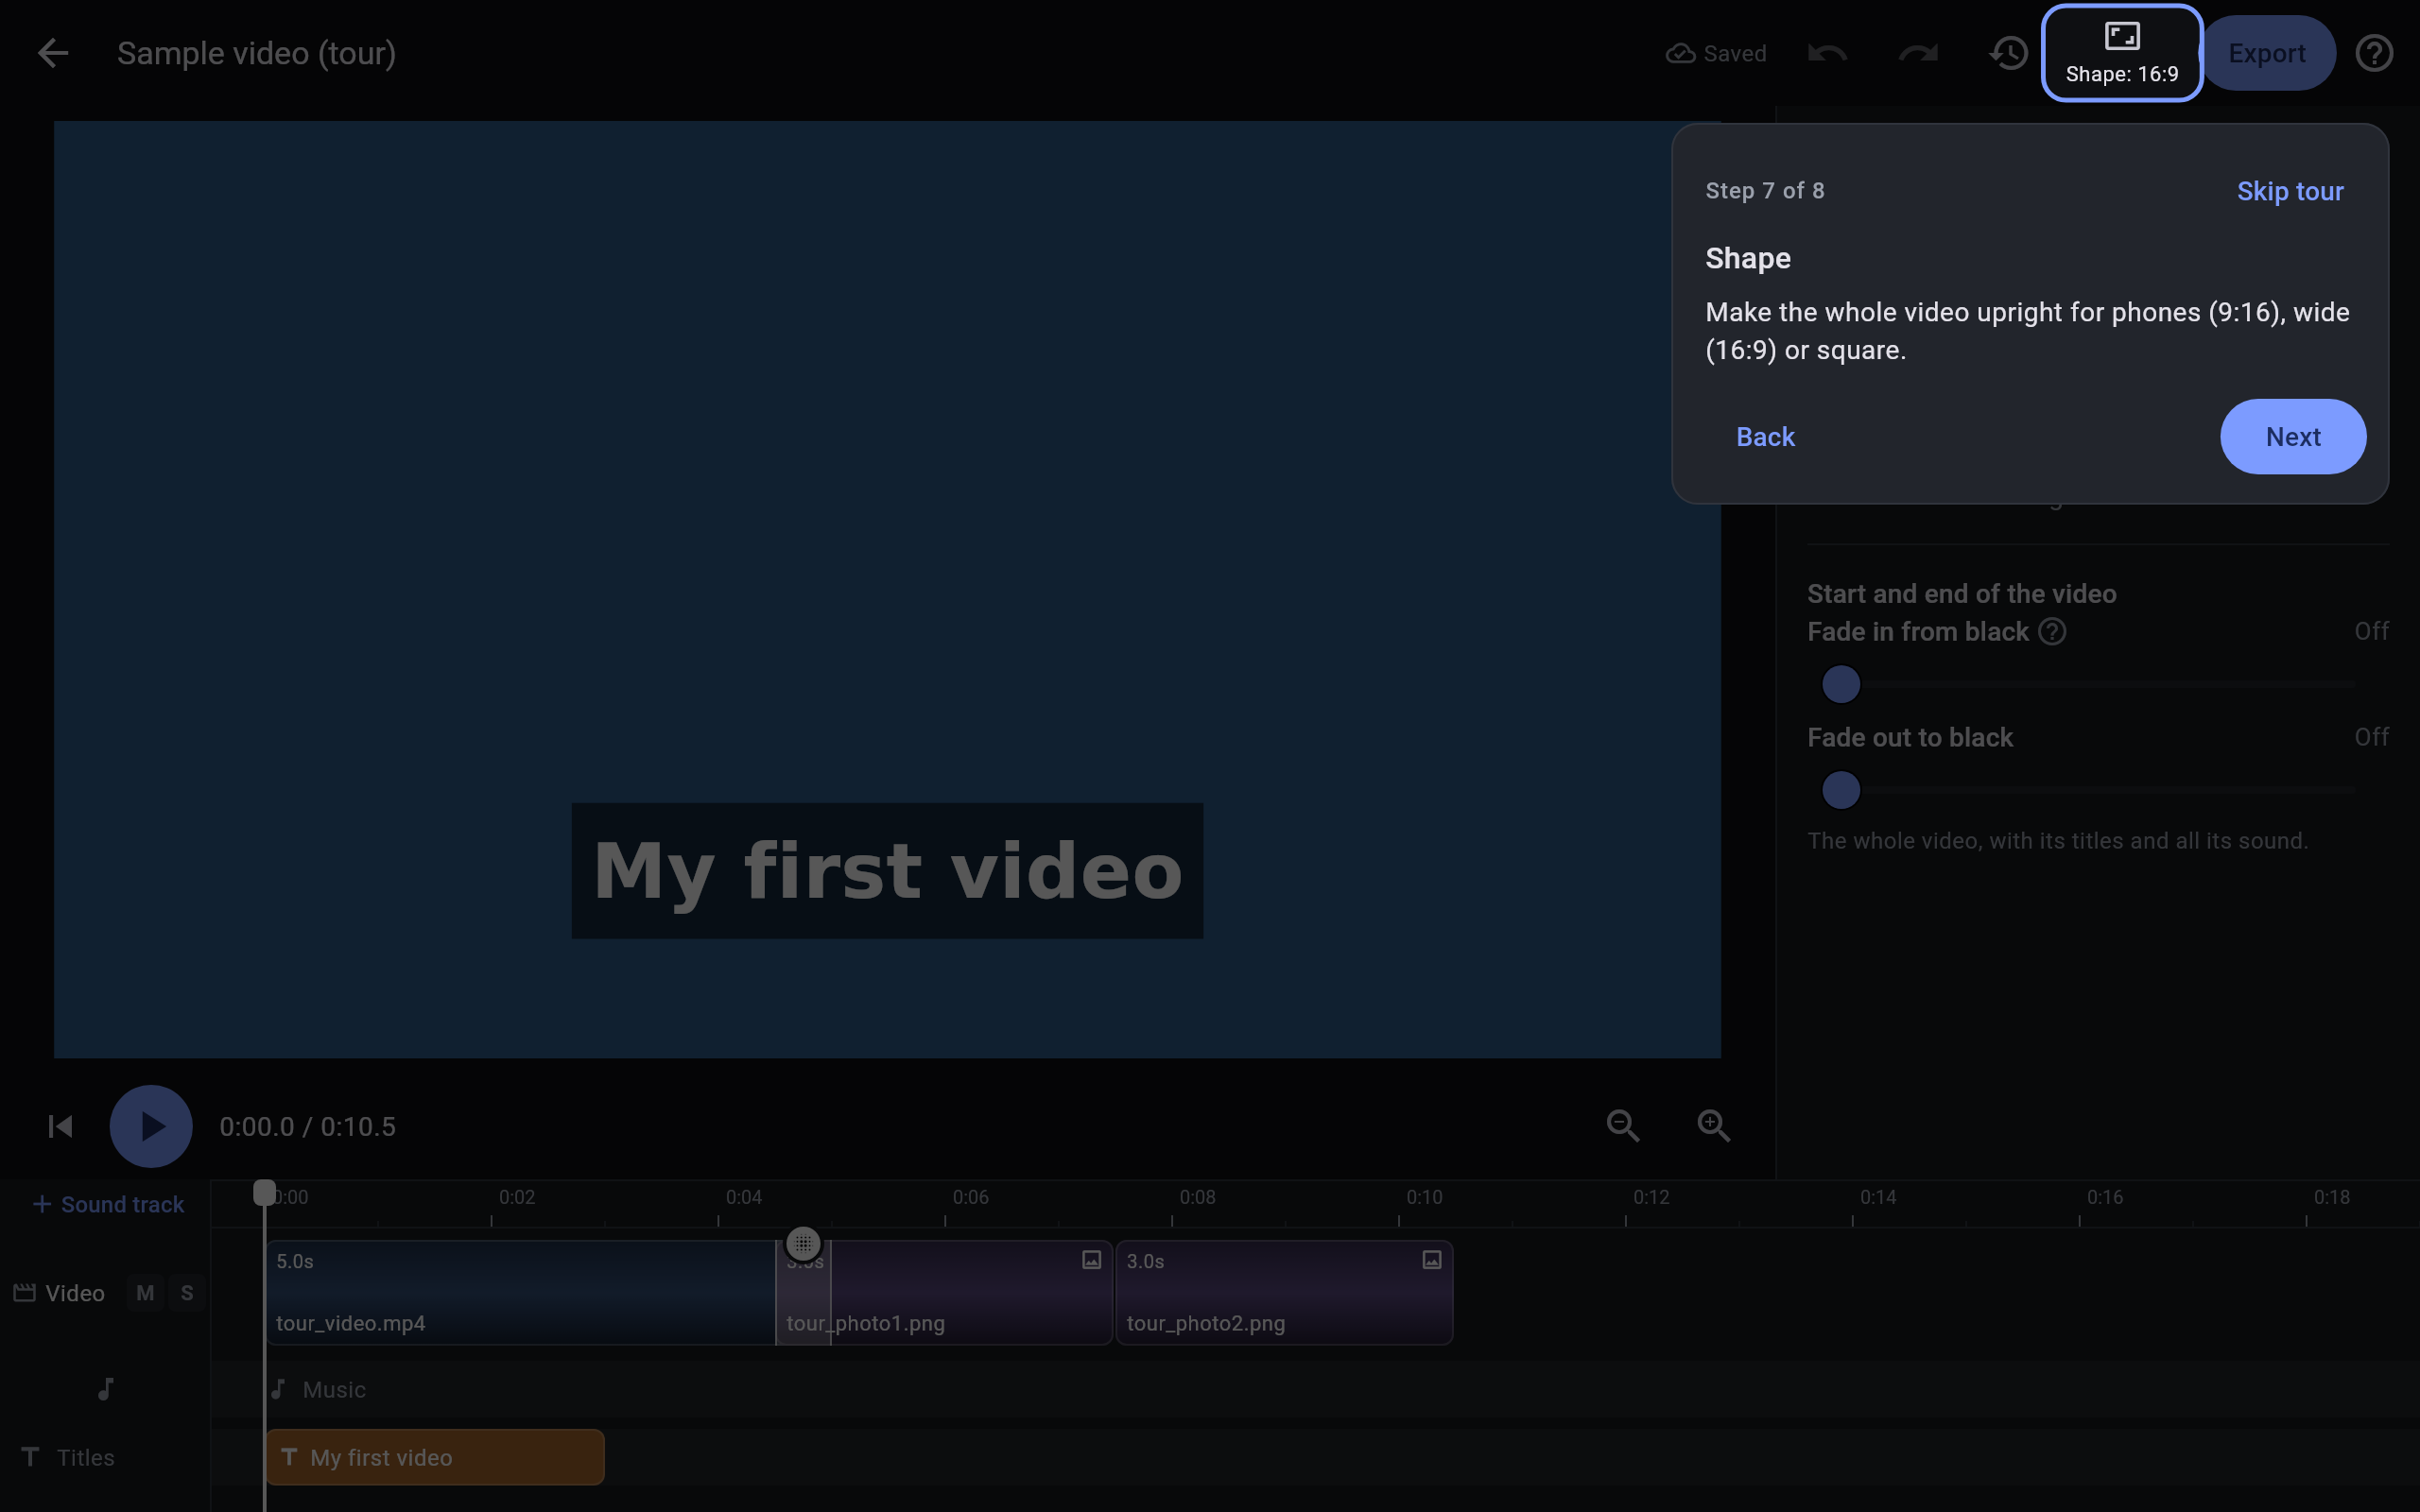 Sample video (tour)
Saved
Shape: 16:9
Export
Step 7 of 8
Skip tour
Shape
Make the whole video upright for phones (9:16), wide
(16:9) or square.
Back
Next
Start and end of the video
Fade in from black
Off
Fade out to black
Off
The whole video, with its titles and all its sound.
My first video
0:00.0 / 0:10.5
+ Sound track
0:00 0:02 0:04 0:06 0:08 0:10 0:12 0:14 0:16 0:18
Video M S
5.0s
3.0s
3.0s
tour_video.mp4
tour_photo1.png
tour_photo2.png
Music
Titles
My first video